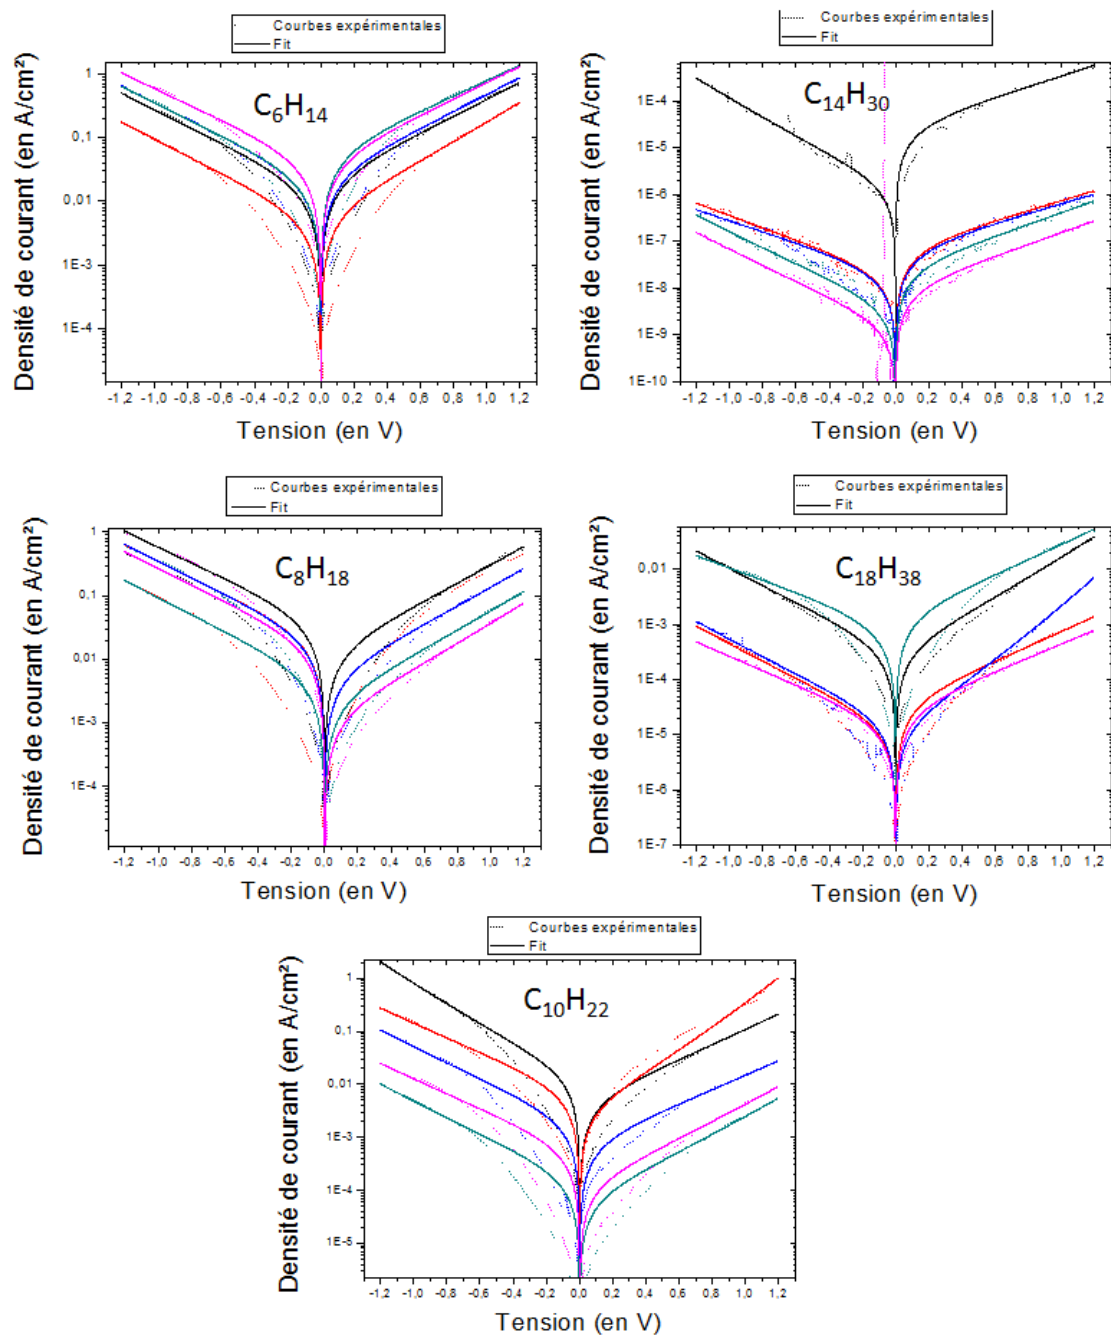 Courbes expérimentales
Fit
C₆H₁₄
Densité de courant (en A/cm²)
1
0,1
0,01
1E-3
1E-4
-1,2 -1,0 -0,8 -0,6 -0,4 -0,2 0,0 0,2 0,4 0,6 0,8 1,0 1,2
Tension (en V)
Courbes expérimentales
Fit
C₁₄H₃₀
Densité de courant (en A/cm²)
1E-4
1E-5
1E-6
1E-7
1E-8
1E-9
1E-10
-1,2 -1,0 -0,8 -0,6 -0,4 -0,2 0,0 0,2 0,4 0,6 0,8 1,0 1,2
Tension (en V)
Courbes expérimentales
Fit
C₈H₁₈
Densité de courant (en A/cm²)
1
0,1
0,01
1E-3
1E-4
-1,2 -1,0 -0,8 -0,6 -0,4 -0,2 0,0 0,2 0,4 0,6 0,8 1,0 1,2
Tension (en V)
Courbes expérimentales
Fit
C₁₈H₃₈
Densité de courant (en A/cm²)
0,01
1E-3
1E-4
1E-5
1E-6
1E-7
-1,2 -1,0 -0,8 -0,6 -0,4 -0,2 0,0 0,2 0,4 0,6 0,8 1,0 1,2
Tension (en V)
Courbes expérimentales
Fit
C₁₀H₂₂
Densité de courant (en A/cm²)
1
0,1
0,01
1E-3
1E-4
1E-5
-1,2 -1,0 -0,8 -0,6 -0,4 -0,2 0,0 0,2 0,4 0,6 0,8 1,0 1,2
Tension (en V)